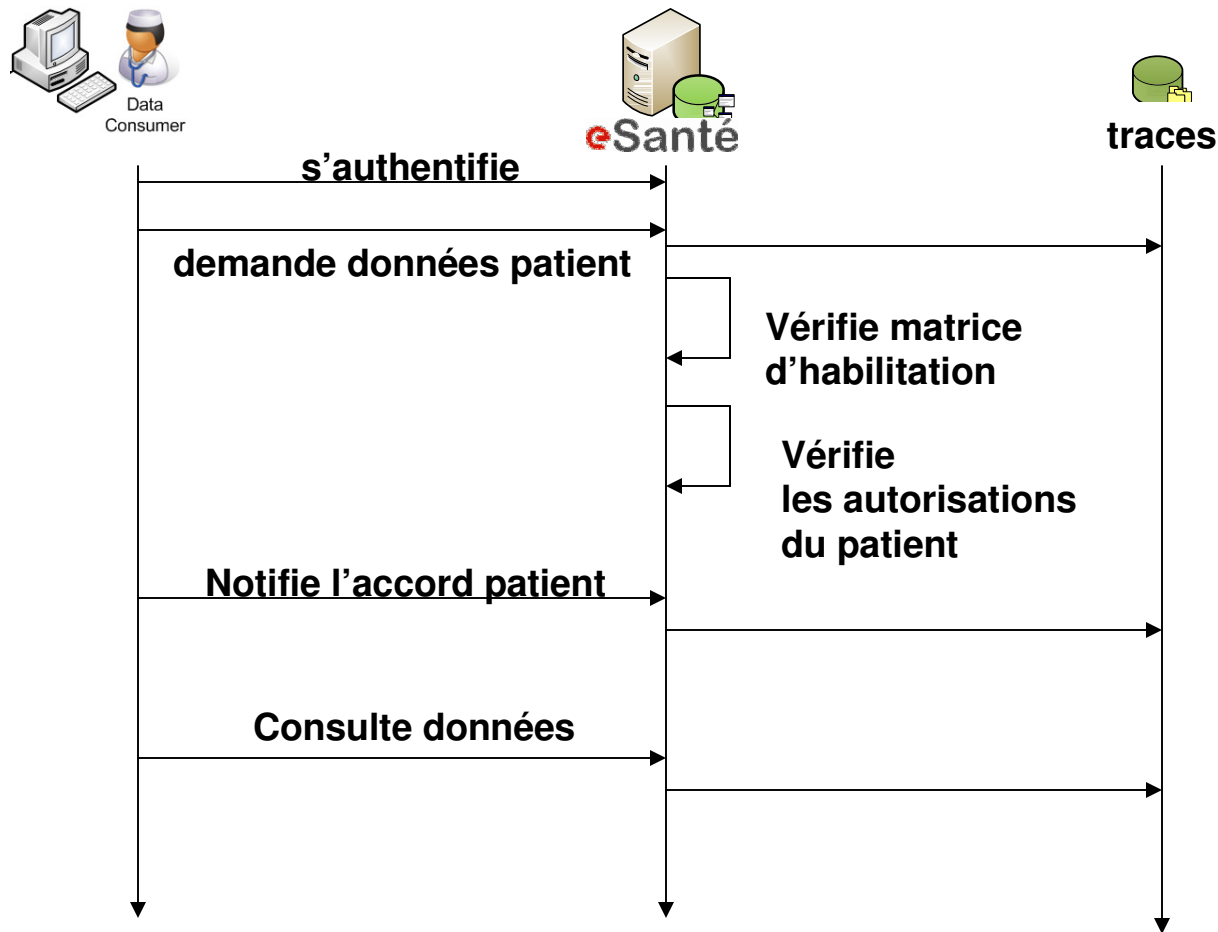 Data
Consumer
eSanté
traces
s’authentifie
demande données patient
Vérifie matrice
d’habilitation
Vérifie
les autorisations
du patient
Notifie l’accord patient
Consulte données